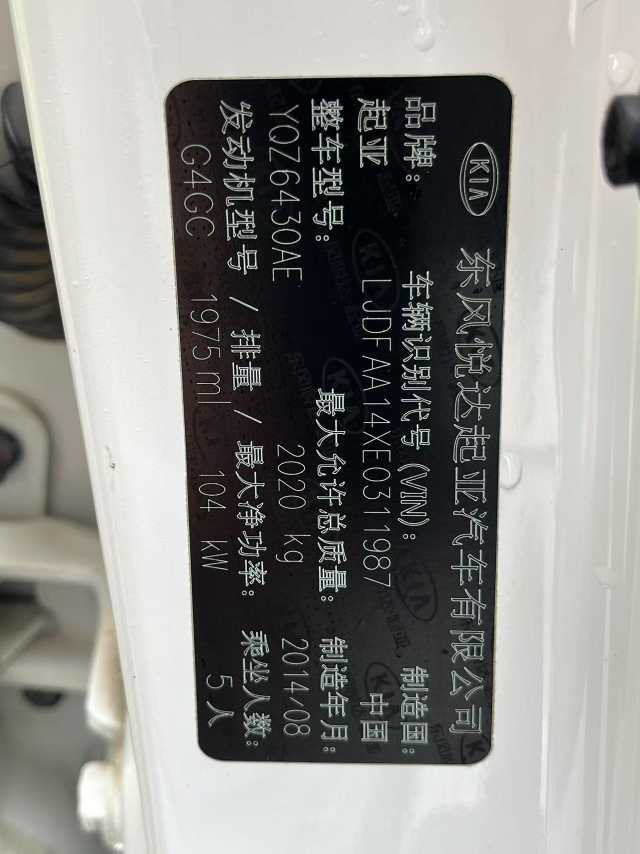 KIA 东风悦达起亚汽车有限公司
品牌: 车辆识别代号 (VIN): 制造国:
起亚 LJDFAA14XE0311987 中国
整车型号: 最大允许总质量: 制造年月:
YQZ6430AE 2020 kg 2014/08
发动机型号 / 排量 / 最大净功率: 乘坐人数:
G4GC 1975ml 104 kW 5 人